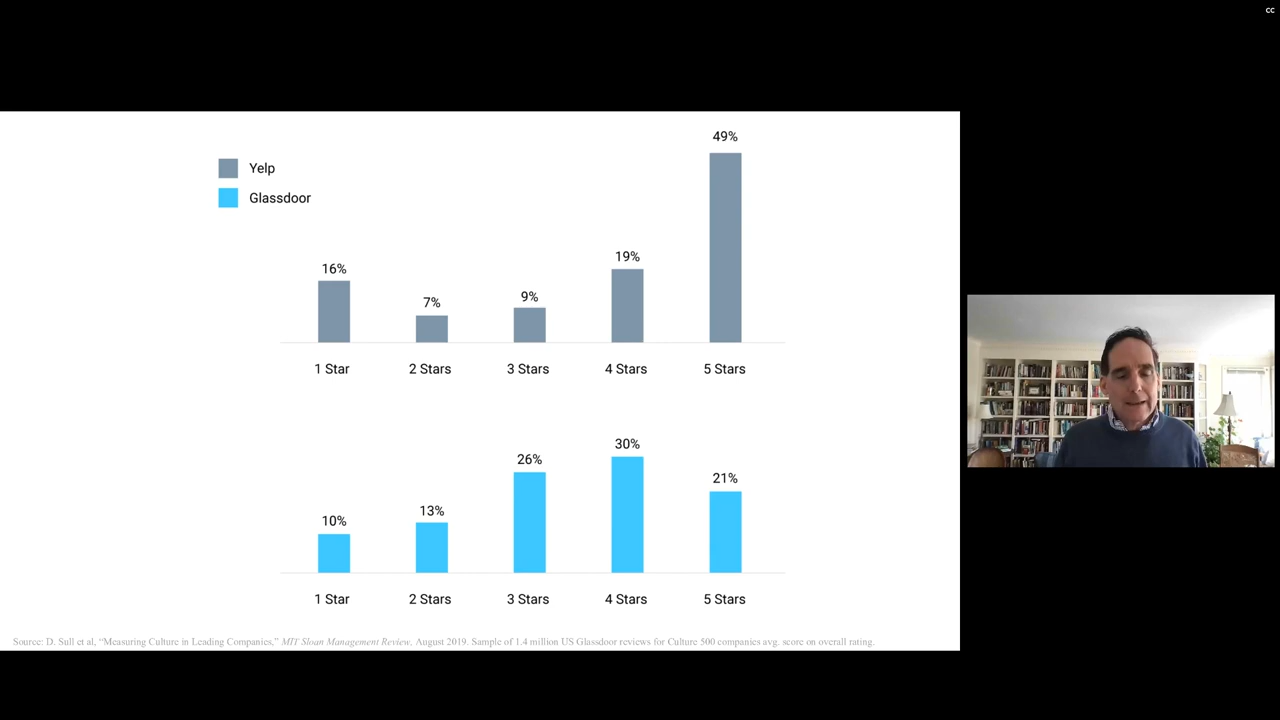 CC
Yelp
Glassdoor
49%
19%
16%
9%
7%
1 Star 2 Stars 3 Stars 4 Stars 5 Stars
30%
26%
21%
13%
10%
1 Star 2 Stars 3 Stars 4 Stars 5 Stars
Source: D. Sull et al, “Measuring Culture in Leading Companies,” MIT Sloan Management Review, August 2019. Sample of 1.4 million US Glassdoor reviews for Culture 500 companies avg. score on overall rating.